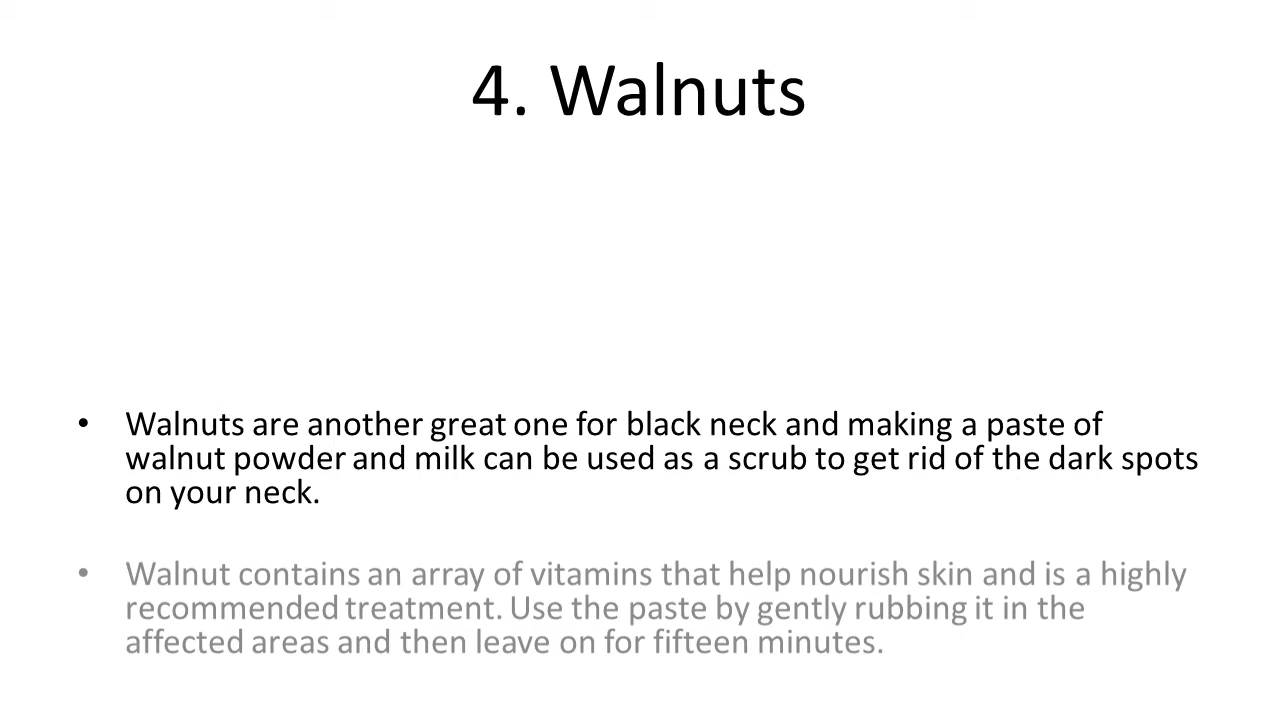 4. Walnuts
• Walnuts are another great one for black neck and making a paste of
walnut powder and milk can be used as a scrub to get rid of the dark spots
on your neck.
• Walnut contains an array of vitamins that help nourish skin and is a highly
recommended treatment. Use the paste by gently rubbing it in the
affected areas and then leave on for fifteen minutes.